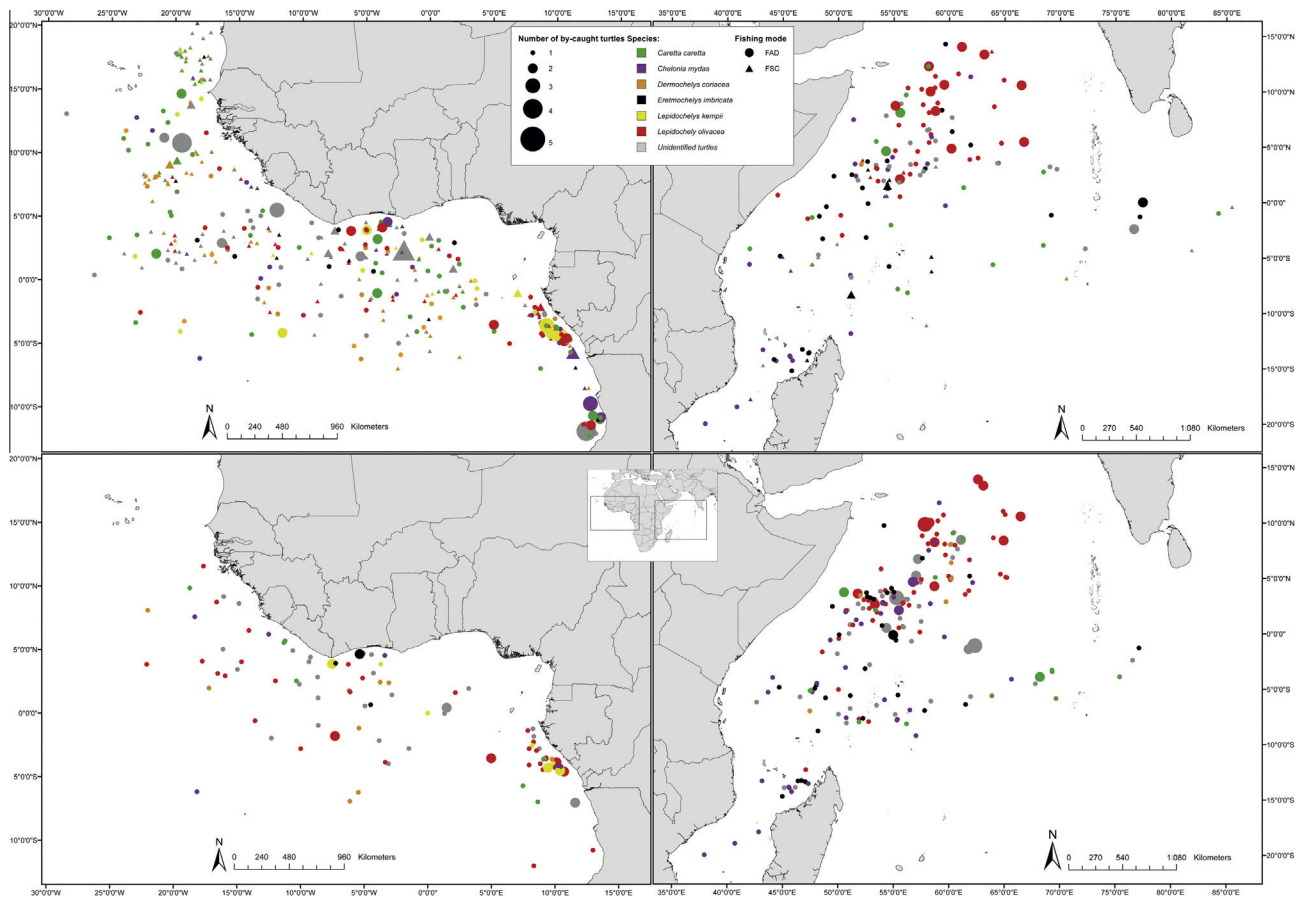 30°0'0"W 25°0'0"W 20°0'0"W 15°0'0"W 10°0'0"W 5°0'0"W 0°0'0" 5°0'0"E 10°0'0"E 15°0'0"E 35°0'0"E 40°0'0"E 45°0'0"E 50°0'0"E 55°0'0"E 60°0'0"E 65°0'0"E 70°0'0"E 75°0'0"E 80°0'0"E 85°0'0"E
20°0'0"N
15°0'0"N
10°0'0"N
5°0'0"N
0°0'0"
5°0'0"S
10°0'0"S
Number of by-caught turtles Species: Fishing mode
1
2
3
4
5
Caretta caretta
Chelonia mydas
Dermochelys coriacea
Eretmochelys imbricata
Lepidochelys kempii
Lepidochely olivacea
Unidentified turtles
FAD
FSC
15°0'0"N
10°0'0"N
5°0'0"N
0°0'0"
5°0'0"S
10°0'0"S
15°0'0"S
20°0'0"S
N
0 240 480 960 Kilometers
N
0 270 540 1 080 Kilometers
20°0'0"N
15°0'0"N
10°0'0"N
5°0'0"N
0°0'0"
5°0'0"S
10°0'0"S
15°0'0"N
10°0'0"N
5°0'0"N
0°0'0"
5°0'0"S
10°0'0"S
15°0'0"S
20°0'0"S
N
0 240 480 960 Kilometers
N
0 270 540 1 080 Kilometers
30°0'0"W 25°0'0"W 20°0'0"W 15°0'0"W 10°0'0"W 5°0'0"W 0°0'0" 5°0'0"E 10°0'0"E 15°0'0"E 35°0'0"E 40°0'0"E 45°0'0"E 50°0'0"E 55°0'0"E 60°0'0"E 65°0'0"E 70°0'0"E 75°0'0"E 80°0'0"E 85°0'0"E